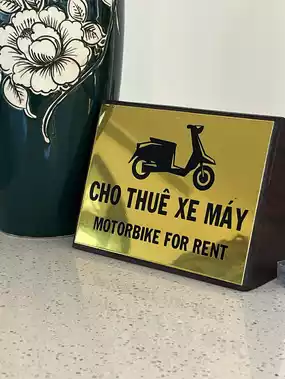 CHO THUÊ XE MÁY
MOTORBIKE FOR RENT